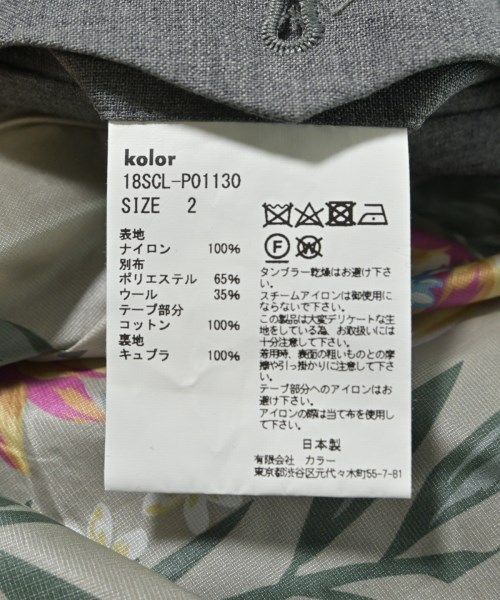 kolor
18SCL-P01130
SIZE 2
表地
ナイロン 100%
別布
ポリエステル 65%
ウール 35%
テープ部分
コットン 100%
裏地
キュプラ 100%
F
W
タンブラー乾燥はお避け下さ
い。
スチームアイロンは御使用に
ならないで下さい。
この製品は大変デリケートな生
地をしている為、お取扱いには
十分注意して下さい。
着用時、表面の粗いものとの摩
擦や引っ掛かりに注意して下さ
い。
テープ部分へのアイロンはお
避け下さい。
アイロンの際は当て布を使用し
て下さい。
日本製
有限会社 カラー
東京都渋谷区元代々木町55-7-B1